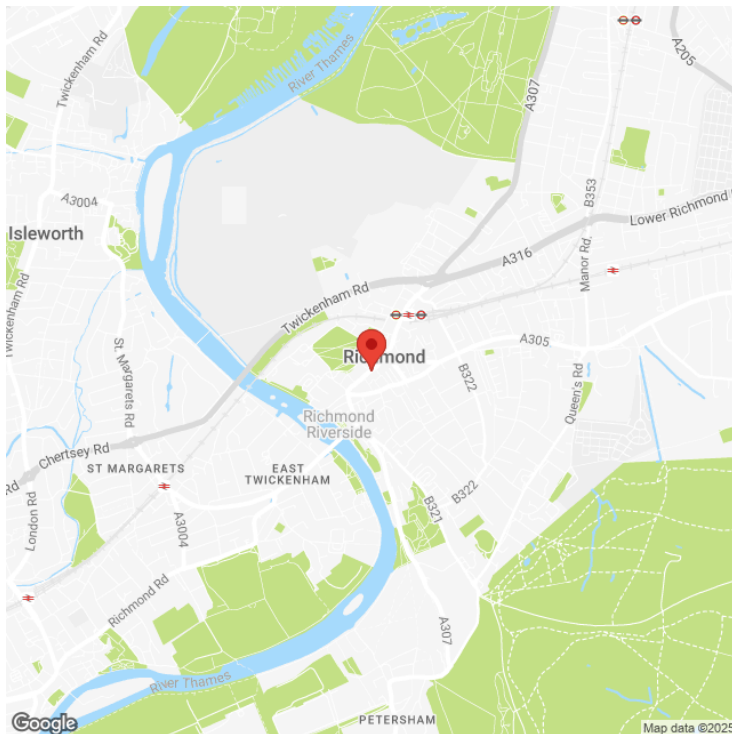 Twickenham Rd
River Thames
A307
A205
A3004
Isleworth
B353
Lower Richmond
Manor Rd.
A316
Twickenham Rd
Twickenham Rd
St. Margarets Rd
Richmond
A305
B322
Queen's Rd
Richmond
Riverside
Chertsey Rd
Rd
ST MARGARETS
EAST
TWICKENHAM
B322
B321
London Rd
A3004
Richmond Rd
A307
River Thames
PETERSHAM
Google
Map data ©2025